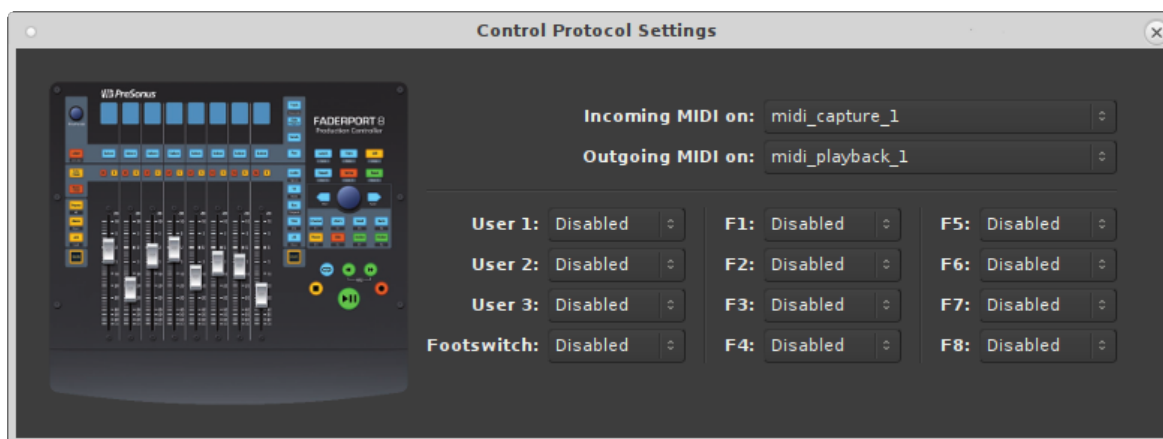 Control Protocol Settings
PreSonus
FADERPORT 8
Production Controller
Incoming MIDI on: midi_capture_1
Outgoing MIDI on: midi_playback_1
User 1: Disabled F1: Disabled F5: Disabled
User 2: Disabled F2: Disabled F6: Disabled
User 3: Disabled F3: Disabled F7: Disabled
Footswitch: Disabled F4: Disabled F8: Disabled